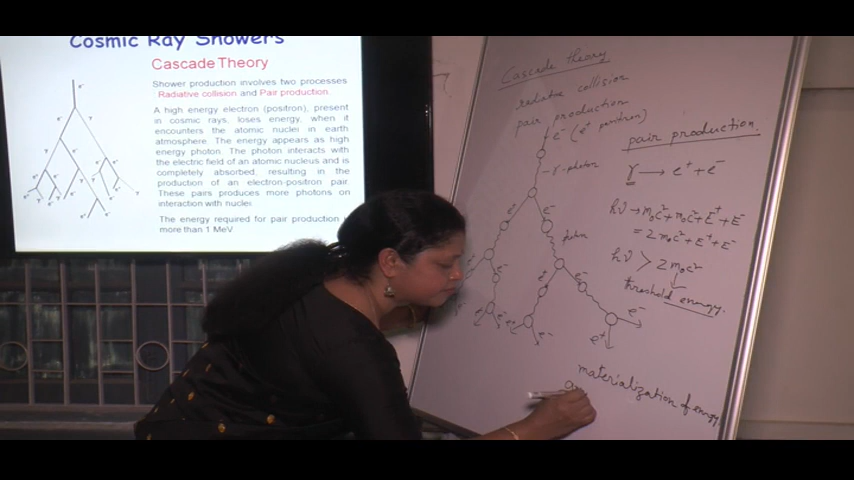 Cosmic Ray Showers
Cascade Theory
Shower production involves two processes
Radiative collision and Pair production.
A high energy electron (positron), present
in cosmic rays, loses energy, when it
encounters the atomic nuclei in earth
atmosphere. The energy appears as high
energy photon. The photon interacts with
the electric field of an atomic nucleus and is
completely absorbed, resulting in the
production of an electron-positron pair.
These pairs produces more photons on
interaction with nuclei.
The energy required for pair production
more than 1 MeV
Cascade theory
radiative collision
pair production
e⁻ (e⁺ positron)
γ-photon
e⁺ e⁻
photon
e⁻ e⁺ e⁻
e⁻ e⁻ e⁻
e⁺
pair production.
γ → e⁺ + e⁻
hν → m₀c² + m₀c² + E⁺ + E⁻
= 2m₀c² + E⁺ + E⁻
hν > 2m₀c²
threshold energy.
materialization of energy